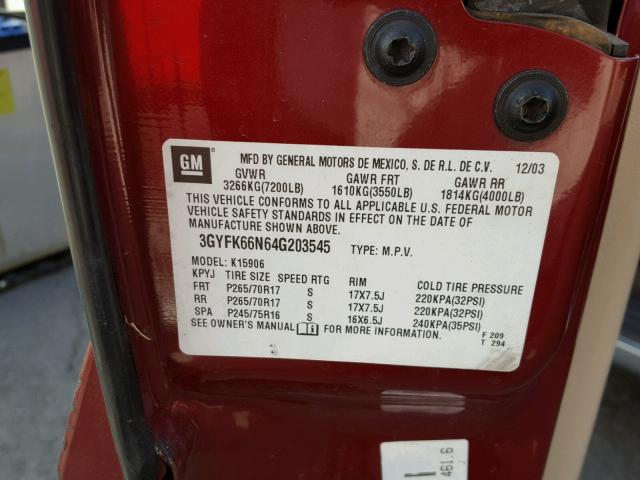 GM MFD BY GENERAL MOTORS DE MEXICO, S. DE R.L. DE C.V. 12/03
GVWR GAWR FRT GAWR RR
3266KG(7200LB) 1610KG(3550LB) 1814KG(4000LB)
THIS VEHICLE CONFORMS TO ALL APPLICABLE U.S. FEDERAL MOTOR
VEHICLE SAFETY STANDARDS IN EFFECT ON THE DATE OF
MANUFACTURE SHOWN ABOVE.
3GYFK66N64G203545 TYPE: M.P.V.
MODEL: K15906
KPYJ TIRE SIZE SPEED RTG RIM COLD TIRE PRESSURE
FRT P265/70R17 S 17X7.5J 220KPA(32PSI)
RR P265/70R17 S 17X7.5J 220KPA(32PSI)
SPA P245/75R16 S 16X6.5J 240KPA(35PSI)
SEE OWNER'S MANUAL FOR MORE INFORMATION.
F 209
T 294
461.6